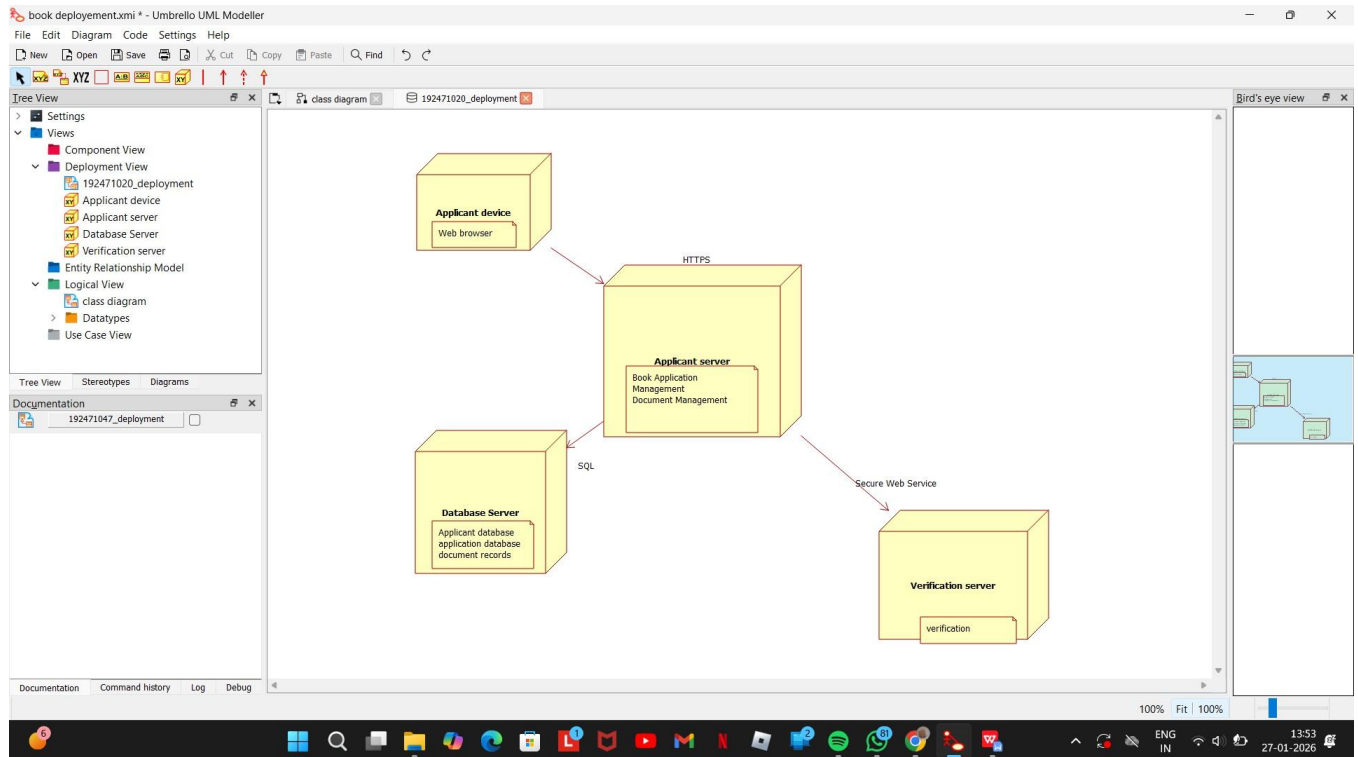 book deployement.xmi * - Umbrello UML Modeller
File Edit Diagram Code Settings Help
New Open Save Cut Copy Paste Find
XYZ
Tree View
class diagram
192471020_deployment
Bird's eye view
Settings
Views
Component View
Deployment View
192471020_deployment
Applicant device
Applicant server
Database Server
Verification server
Entity Relationship Model
Logical View
class diagram
Datatypes
Use Case View
Tree View Stereotypes Diagrams
Documentation
192471047_deployment
Documentation Command history Log Debug
Applicant device
Web browser
HTTPS
Applicant server
Book Application
Management
Document Management
SQL
Database Server
Applicant database
application database
document records
Secure Web Service
Verification server
verification
100% Fit 100%
6
2
81
ENG
IN
13:53
27-01-2026